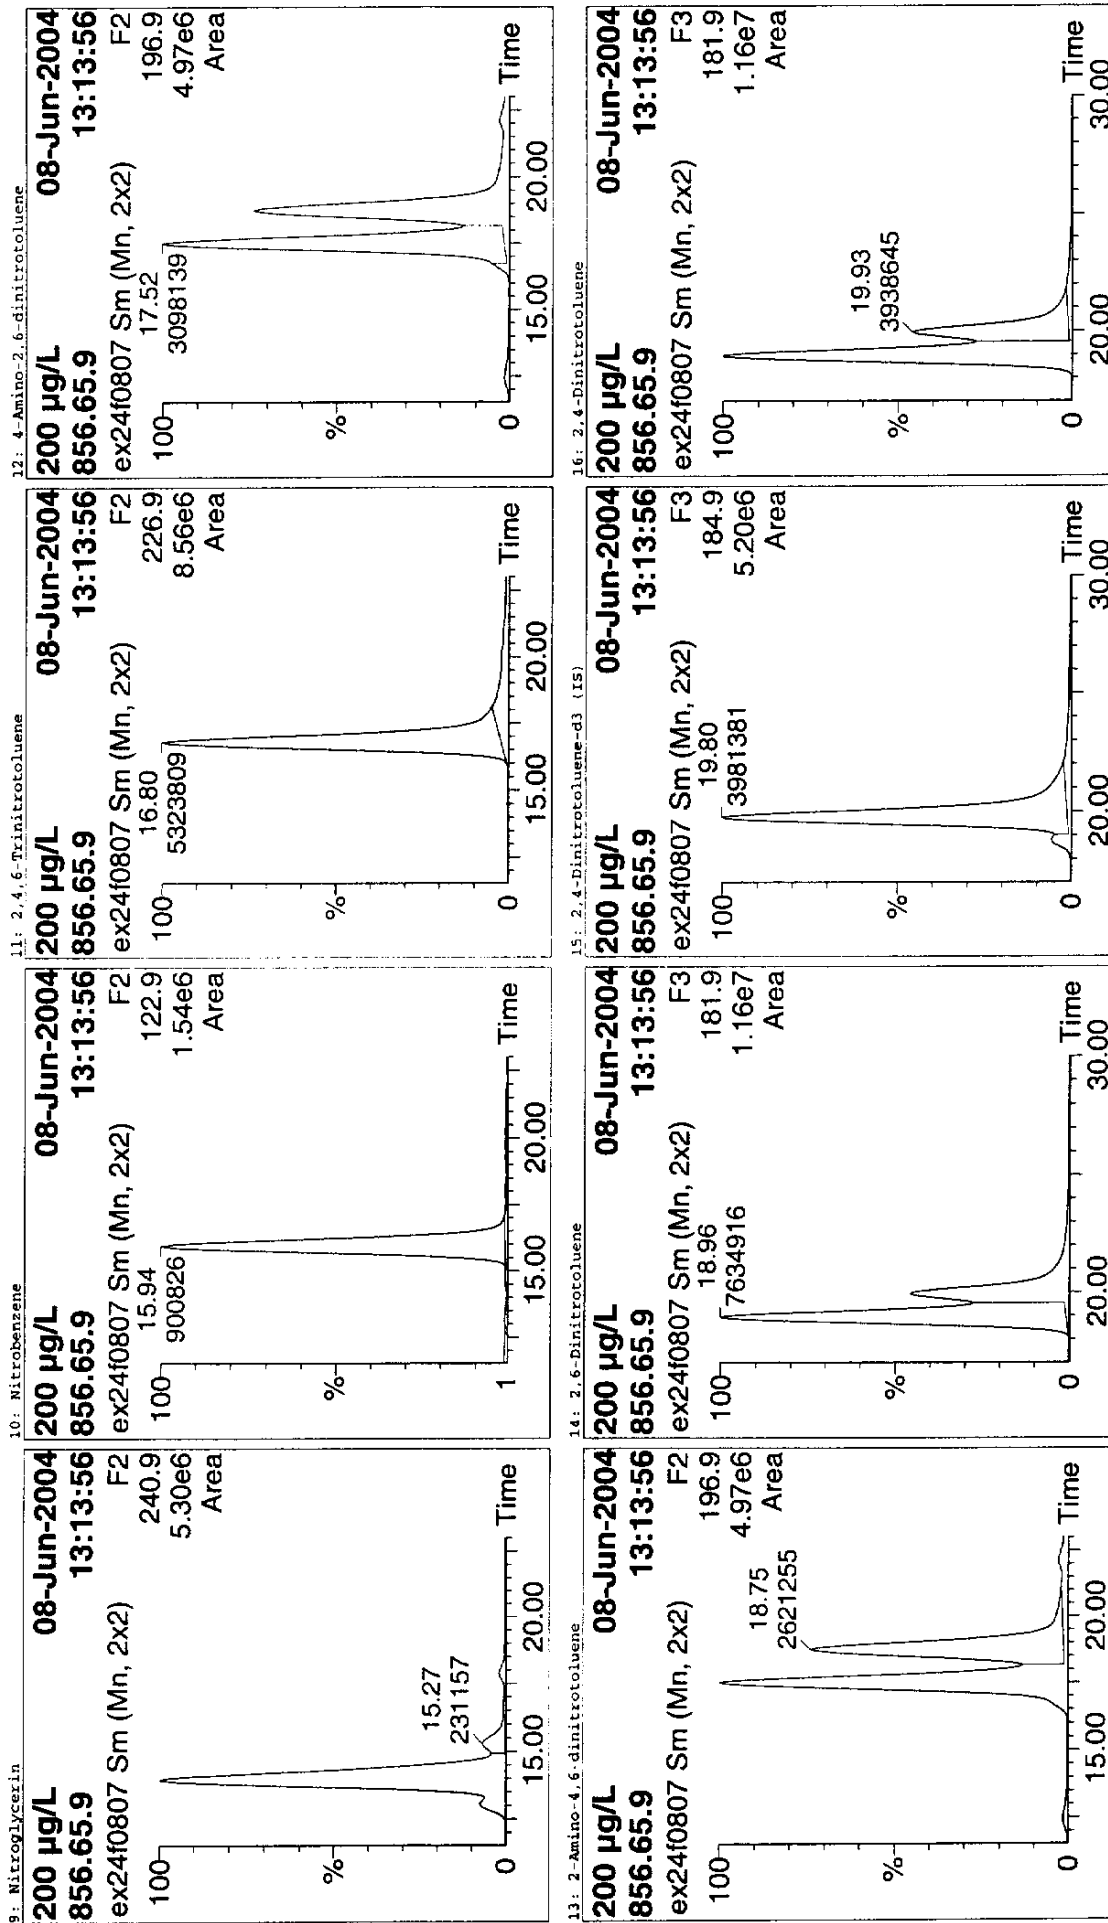 9: Nitroglycerin
200 µg/L 08-Jun-2004
856.65.9 13:13:56
ex24f0807 Sm (Mn, 2x2) F2
240.9
5.30e6
Area
15.27
231157
100
%
0
15.00 20.00
Time
10: Nitrobenzene
200 µg/L 08-Jun-2004
856.65.9 13:13:56
ex24f0807 Sm (Mn, 2x2) F2
122.9
1.54e6
Area
15.94
900826
100
%
1
15.00 20.00
Time
11: 2,4,6-Trinitrotoluene
200 µg/L 08-Jun-2004
856.65.9 13:13:56
ex24f0807 Sm (Mn, 2x2) F2
226.9
8.56e6
Area
16.80
5323809
100
%
0
15.00 20.00
Time
12: 4-Amino-2,6-dinitrotoluene
200 µg/L 08-Jun-2004
856.65.9 13:13:56
ex24f0807 Sm (Mn, 2x2) F2
196.9
4.97e6
Area
17.52
3098139
100
%
0
15.00 20.00
Time
13: 2-Amino-4,6-dinitrotoluene
200 µg/L 08-Jun-2004
856.65.9 13:13:56
ex24f0807 Sm (Mn, 2x2) F2
196.9
4.97e6
Area
18.75
2621255
100
%
0
15.00 20.00
Time
14: 2,6-Dinitrotoluene
200 µg/L 08-Jun-2004
856.65.9 13:13:56
ex24f0807 Sm (Mn, 2x2) F3
181.9
1.16e7
Area
18.96
7634916
100
%
0
20.00 30.00
Time
15: 2,4-Dinitrotoluene-d3 (IS)
200 µg/L 08-Jun-2004
856.65.9 13:13:56
ex24f0807 Sm (Mn, 2x2) F3
184.9
5.20e6
Area
19.80
3981381
100
%
0
20.00 30.00
Time
16: 2,4-Dinitrotoluene
200 µg/L 08-Jun-2004
856.65.9 13:13:56
ex24f0807 Sm (Mn, 2x2) F3
181.9
1.16e7
Area
19.93
3938645
100
%
0
20.00 30.00
Time